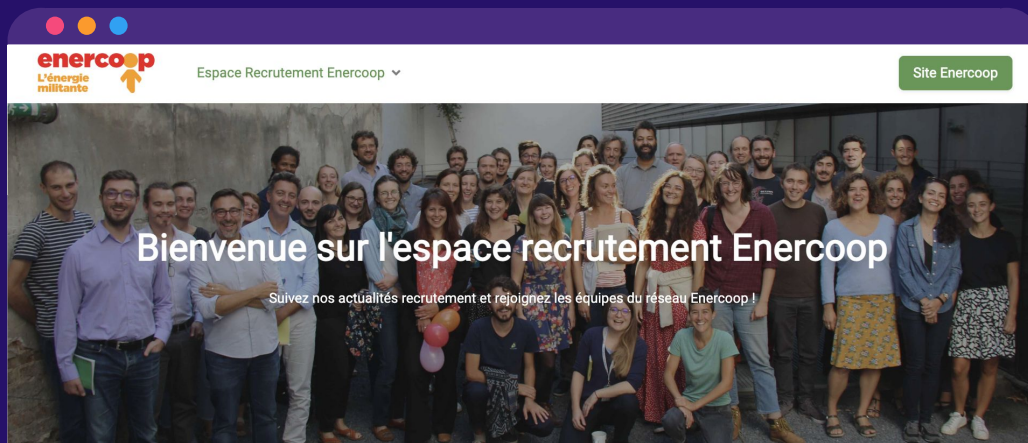 enercoop
L'énergie
militante
Espace Recrutement Enercoop
Site Enercoop
Bienvenue sur l'espace recrutement Enercoop
Suivez nos actualités recrutement et rejoignez les équipes du réseau Enercoop !